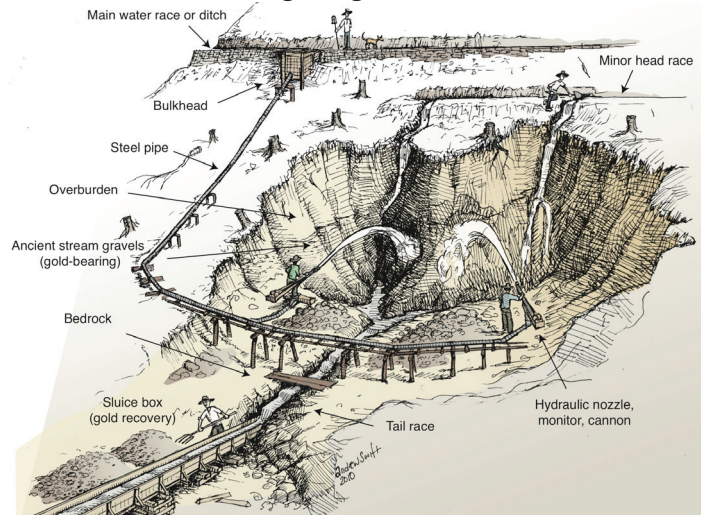 Main water race or ditch
Minor head race
Bulkhead
Steel pipe
Overburden
Ancient stream gravels
(gold-bearing)
Bedrock
Sluice box
(gold recovery)
Tail race
Hydraulic nozzle,
monitor, cannon
Andrew Swift
2010